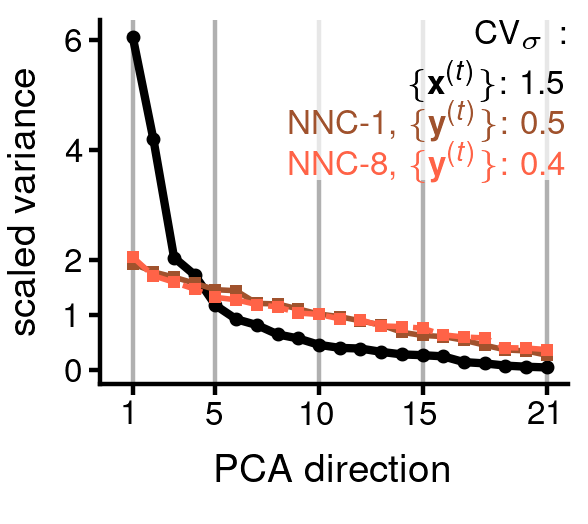 CVσ :
{x^(t)}: 1.5
NNC-1, {y^(t)}: 0.5
NNC-8, {y^(t)}: 0.4
scaled variance
6
4
2
1
0
1 5 10 15 21
PCA direction